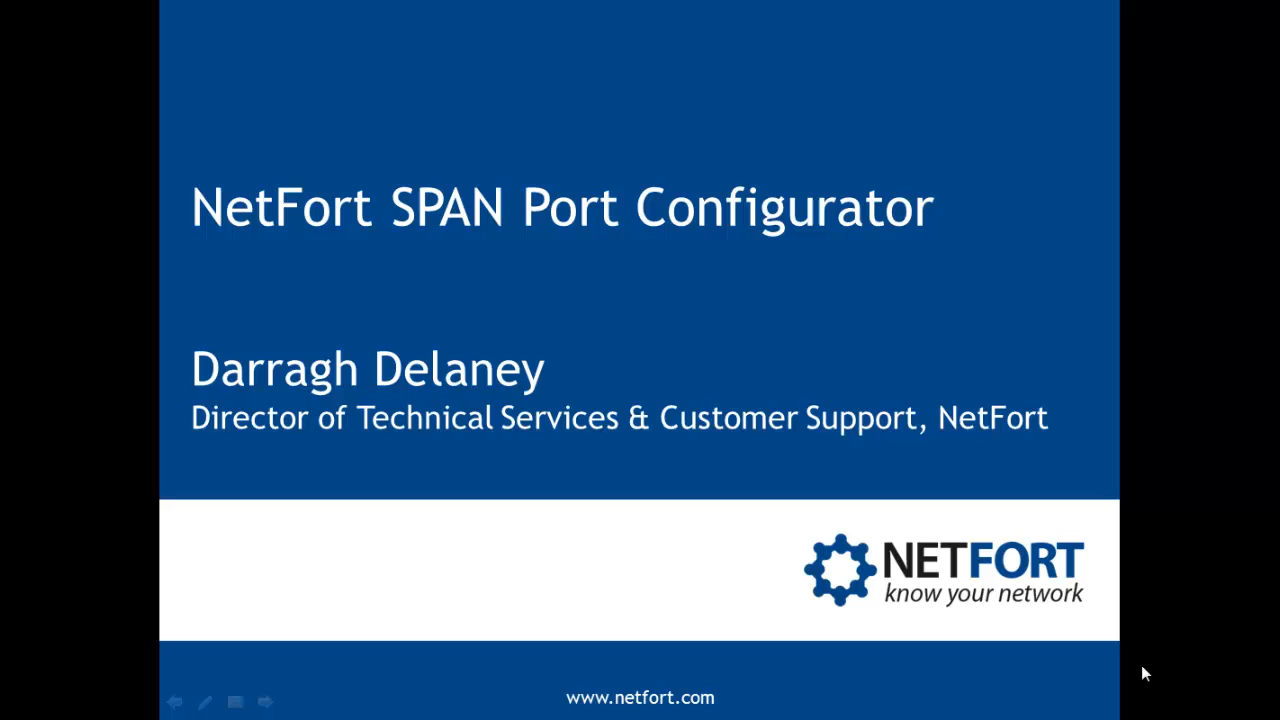 NetFort SPAN Port Configurator
Darragh Delaney
Director of Technical Services & Customer Support, NetFort
NETFORT
know your network
www.netfort.com